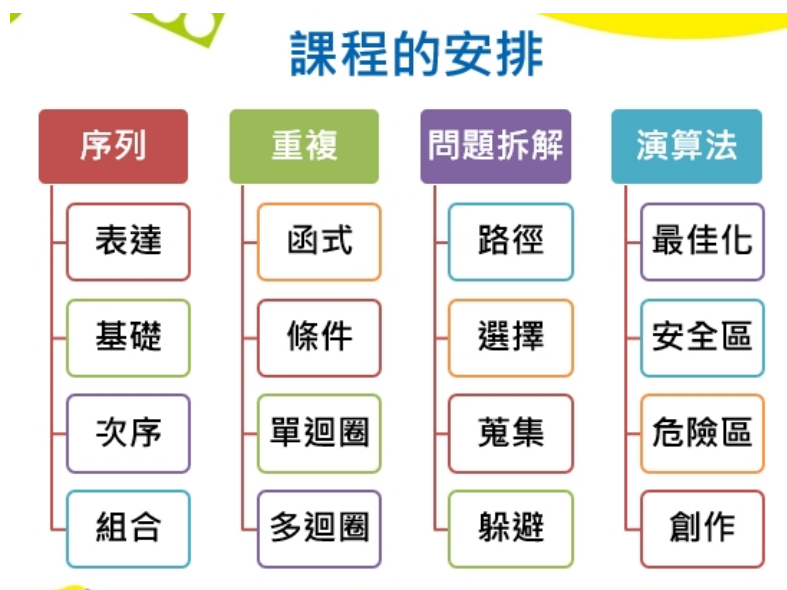 課程的安排
序列
表達
基礎
次序
組合
重複
函式
條件
單迴圈
多迴圈
問題拆解
路徑
選擇
蒐集
躲避
演算法
最佳化
安全區
危險區
創作